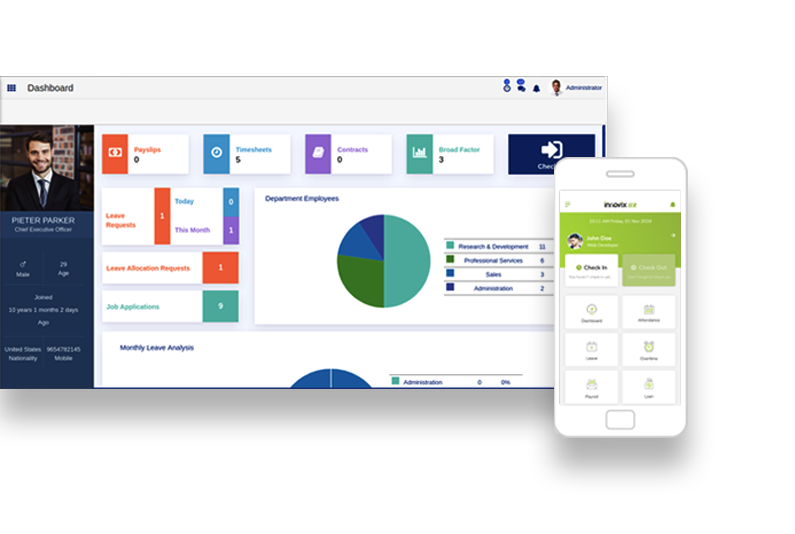 Dashboard
Administrator
Payslips
0
Timesheets
5
Contracts
0
Broad Factor
3
Chec
PIETER PARKER
Chief Executive Officer
Male
29
Age
Joined
10 years 1 months 2 days
Ago
United States
Nationality
9654782145
Mobile
Leave
Requests
1
Today
0
This Month
1
Leave Allocation Requests
1
Job Applications
9
Department Employees
Research & Development 11
Professional Services 6
Sales 3
Administration 2
Monthly Leave Analysis
Administration 0 0%
innovix HR
John Doe
Web Developer
Check In
Check Out
Dashboard
Attendance
Leave
Overtime
Payroll
Loan